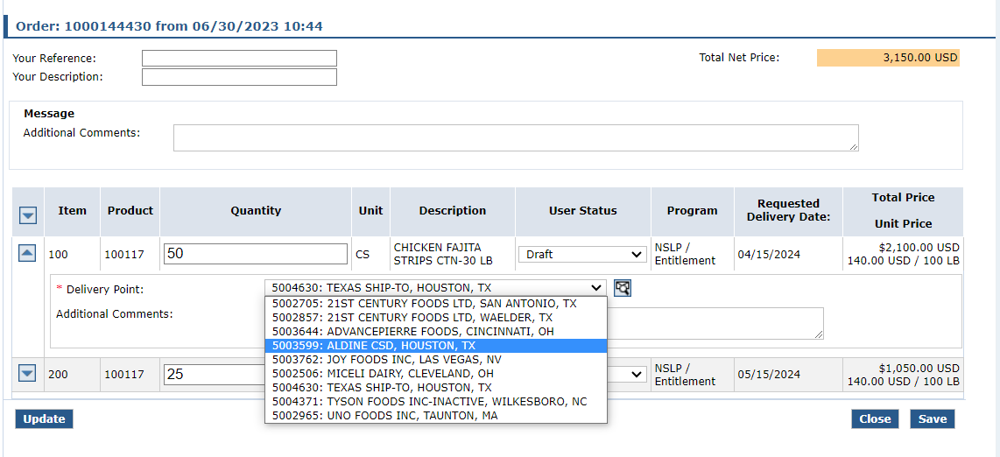 Order: 1000144430 from 06/30/2023 10:44
Your Reference:
Total Net Price: 3,150.00 USD
Your Description:
Message
Additional Comments:
Item Product Quantity Unit Description User Status Program Requested Delivery Date: Total Price Unit Price
100 100117 50 CS CHICKEN FAJITA STRIPS CTN-30 LB Draft NSLP / Entitlement 04/15/2024 $2,100.00 USD 140.00 USD / 100 LB
* Delivery Point: 5004630: TEXAS SHIP-TO, HOUSTON, TX
Additional Comments:
5002705: 21ST CENTURY FOODS LTD, SAN ANTONIO, TX
5002857: 21ST CENTURY FOODS LTD, WAELDER, TX
5003644: ADVANCEPIERRE FOODS, CINCINNATI, OH
5003599: ALDINE CSD, HOUSTON, TX
5003762: JOY FOODS INC, LAS VEGAS, NV
5002506: MICELI DAIRY, CLEVELAND, OH
5004630: TEXAS SHIP-TO, HOUSTON, TX
5004371: TYSON FOODS INC-INACTIVE, WILKESBORO, NC
5002965: UNO FOODS INC, TAUNTON, MA
200 100117 25 NSLP / Entitlement 05/15/2024 $1,050.00 USD 140.00 USD / 100 LB
Update
Close
Save